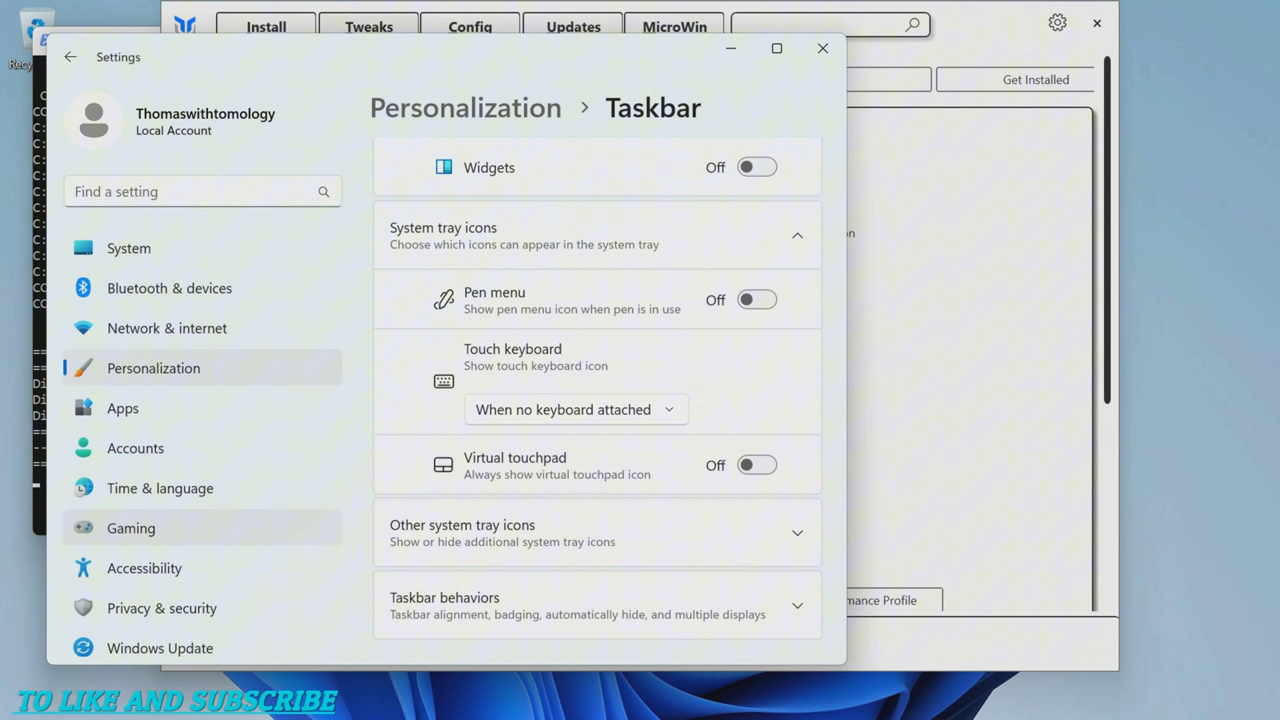 Install
Tweaks
Config
Updates
MicroWin
Settings
Get Installed
Thomaswithtomology
Local Account
Personalization > Taskbar
Find a setting
System
Bluetooth & devices
Network & internet
Personalization
Apps
Accounts
Time & language
Gaming
Accessibility
Privacy & security
Windows Update
Widgets
Off
System tray icons
Choose which icons can appear in the system tray
Pen menu
Show pen menu icon when pen is in use
Off
Touch keyboard
Show touch keyboard icon
When no keyboard attached
Virtual touchpad
Always show virtual touchpad icon
Off
Other system tray icons
Show or hide additional system tray icons
Taskbar behaviors
Taskbar alignment, badging, automatically hide, and multiple displays
Profile
TO LIKE AND SUBSCRIBE